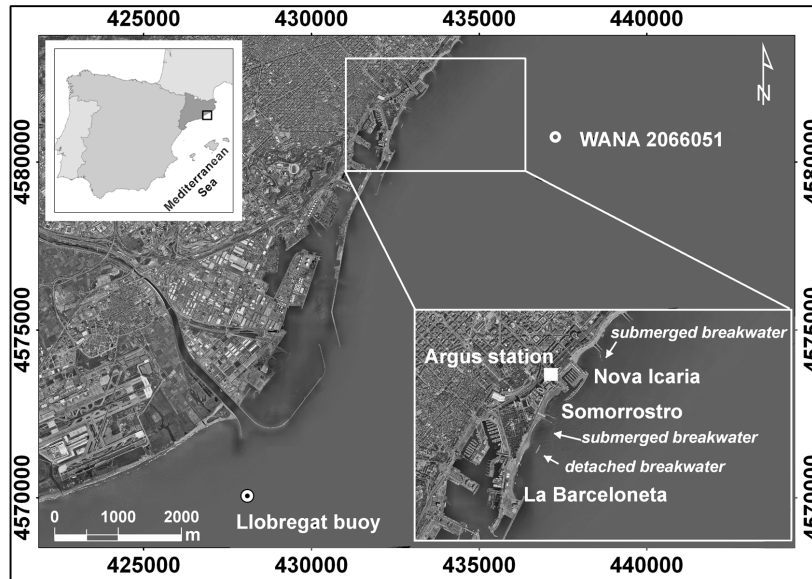 425000 430000 435000 440000
Mediterranean
Sea
N
WANA 2066051
4580000 4580000
4575000 4575000
submerged breakwater
Argus station
Nova Icaria
Somorrostro
submerged breakwater
detached breakwater
La Barceloneta
4570000 4570000
Llobregat buoy
0 1000 2000
m
425000 430000 435000 440000